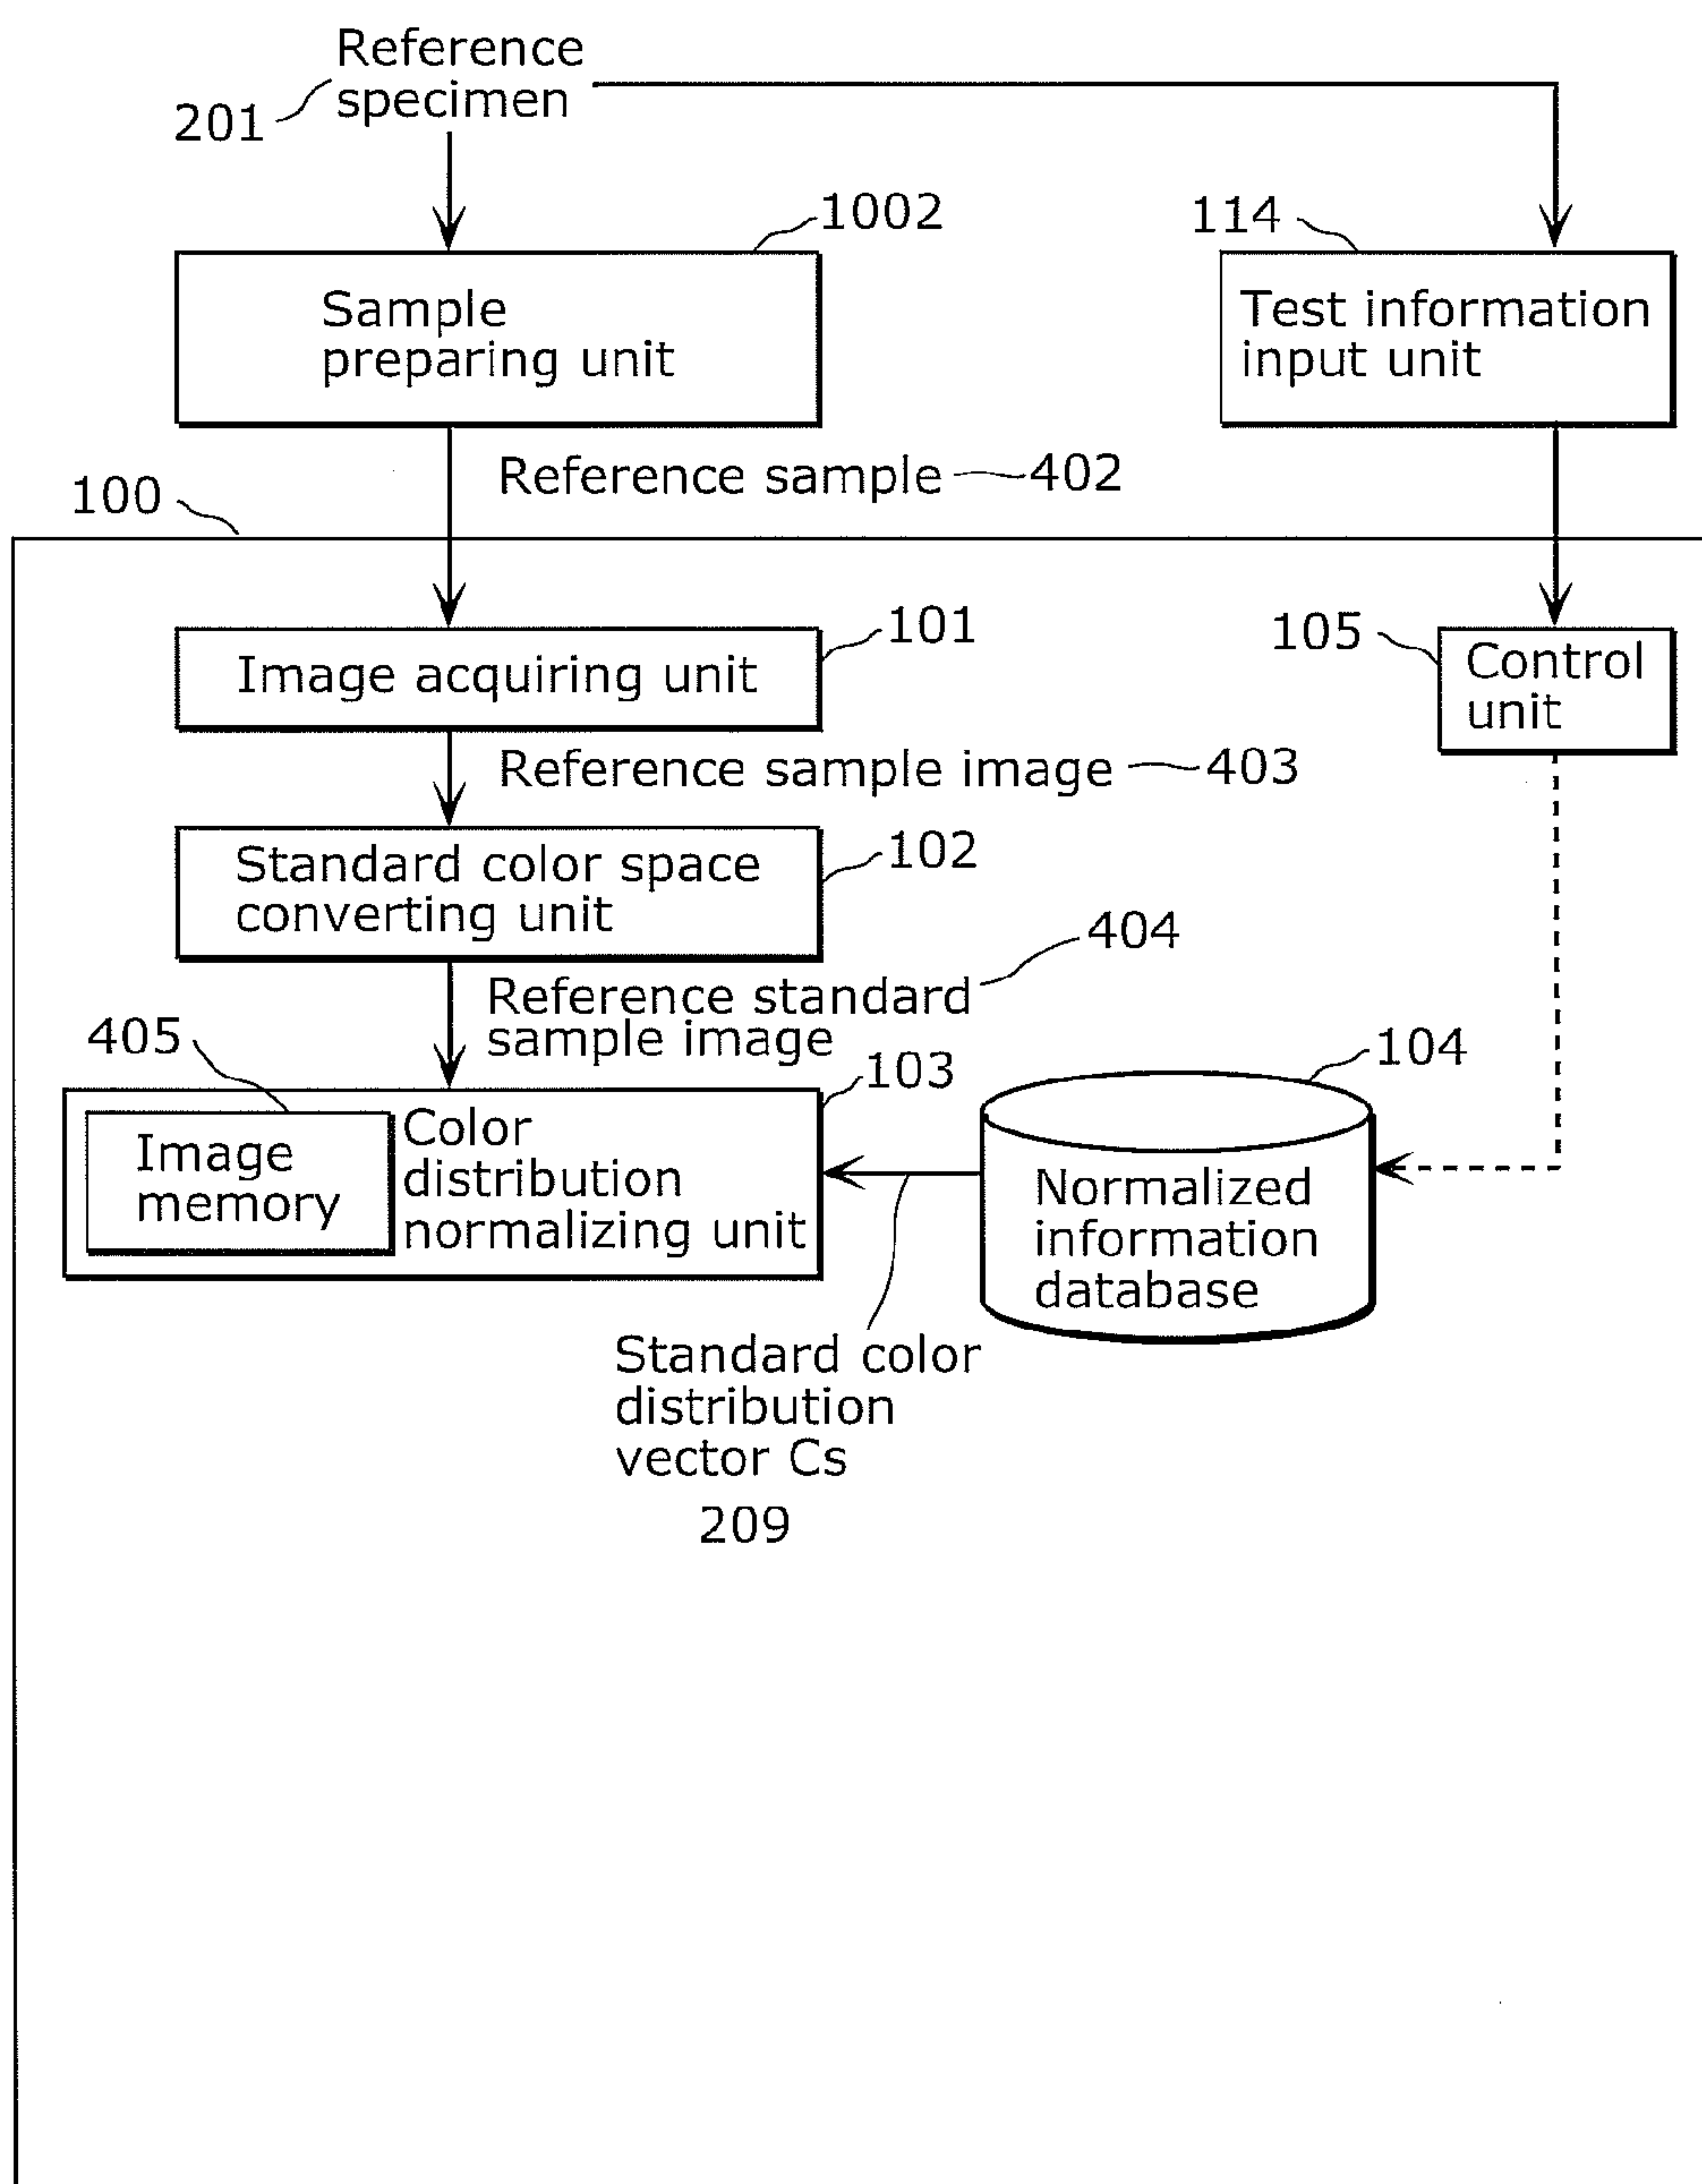 Reference
specimen
201
1002
114
Sample
preparing unit
Test information
input unit
Reference sample
402
100
101
105
Image acquiring unit
Control
unit
Reference sample image
403
102
Standard color space
converting unit
404
Reference standard
sample image
405
103
104
Image
memory
Color
distribution
normalizing unit
Normalized
information
database
Standard color
distribution
vector Cs
209